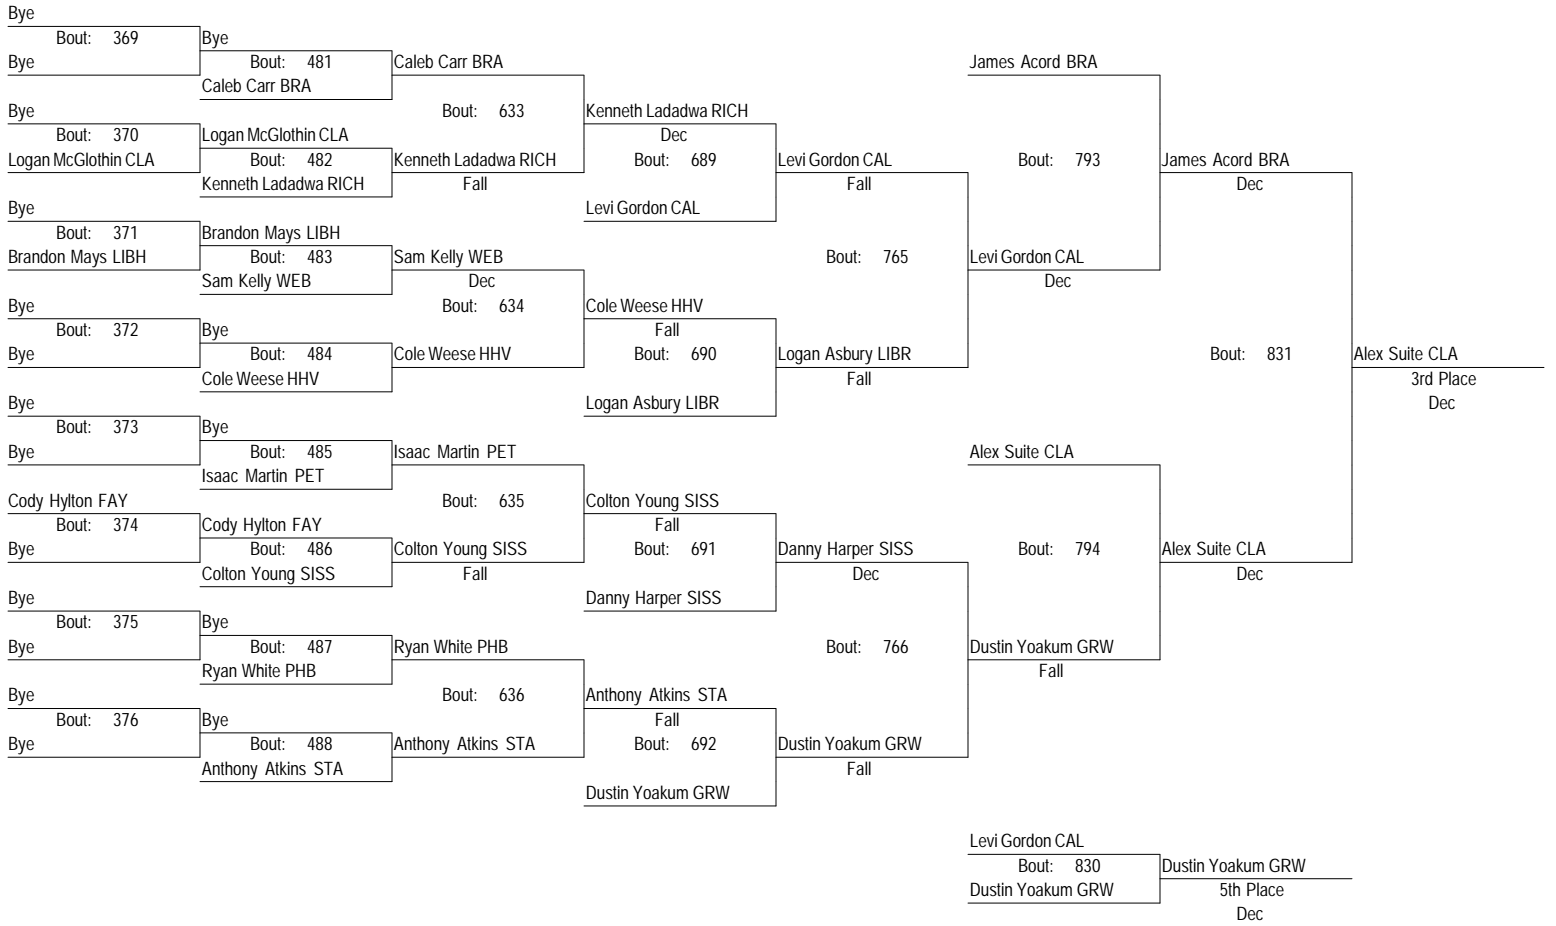 Bye
Bout: 369
Bye
Bye
Bout: 481
Caleb Carr BRA
Caleb Carr BRA
Bye
Bout: 370
Logan McGlothin CLA
Logan McGlothin CLA
Bout: 482
Kenneth Ladadwa RICH
Bout: 633
Kenneth Ladadwa RICH
Fall
Kenneth Ladadwa RICH
Dec
Bout: 689
Levi Gordon CAL
Bye
Bout: 371
Brandon Mays LIBH
Brandon Mays LIBH
Bout: 483
Sam Kelly WEB
Sam Kelly WEB
Dec
Bye
Bout: 372
Bye
Bye
Bout: 484
Cole Weese HHV
Bout: 634
Cole Weese HHV
Cole Weese HHV
Fall
Bout: 690
Logan Asbury LIBR
Levi Gordon CAL
Fall
Bout: 765
Logan Asbury LIBR
Fall
Bye
Bout: 373
Bye
Bye
Bout: 485
Isaac Martin PET
Isaac Martin PET
Cody Hylton FAY
Bout: 374
Bye
Cody Hylton FAY
Bout: 486
Colton Young SISS
Bout: 635
Colton Young SISS
Fall
Colton Young SISS
Fall
Bout: 691
Danny Harper SISS
Bye
Bout: 375
Bye
Bye
Bout: 487
Ryan White PHB
Ryan White PHB
Bye
Bout: 376
Bye
Bye
Bout: 488
Anthony Atkins STA
Bout: 636
Anthony Atkins STA
Anthony Atkins STA
Fall
Bout: 692
Dustin Yoakum GRW
Danny Harper SISS
Dec
Bout: 766
Dustin Yoakum GRW
Fall
James Acord BRA
Bout: 793
Levi Gordon CAL
Dec
James Acord BRA
Dec
Alex Suite CLA
Bout: 794
Dustin Yoakum GRW
Fall
Alex Suite CLA
Dec
Bout: 831
Alex Suite CLA
3rd Place
Dec
Levi Gordon CAL
Bout: 830
Dustin Yoakum GRW
Dustin Yoakum GRW
5th Place
Dec